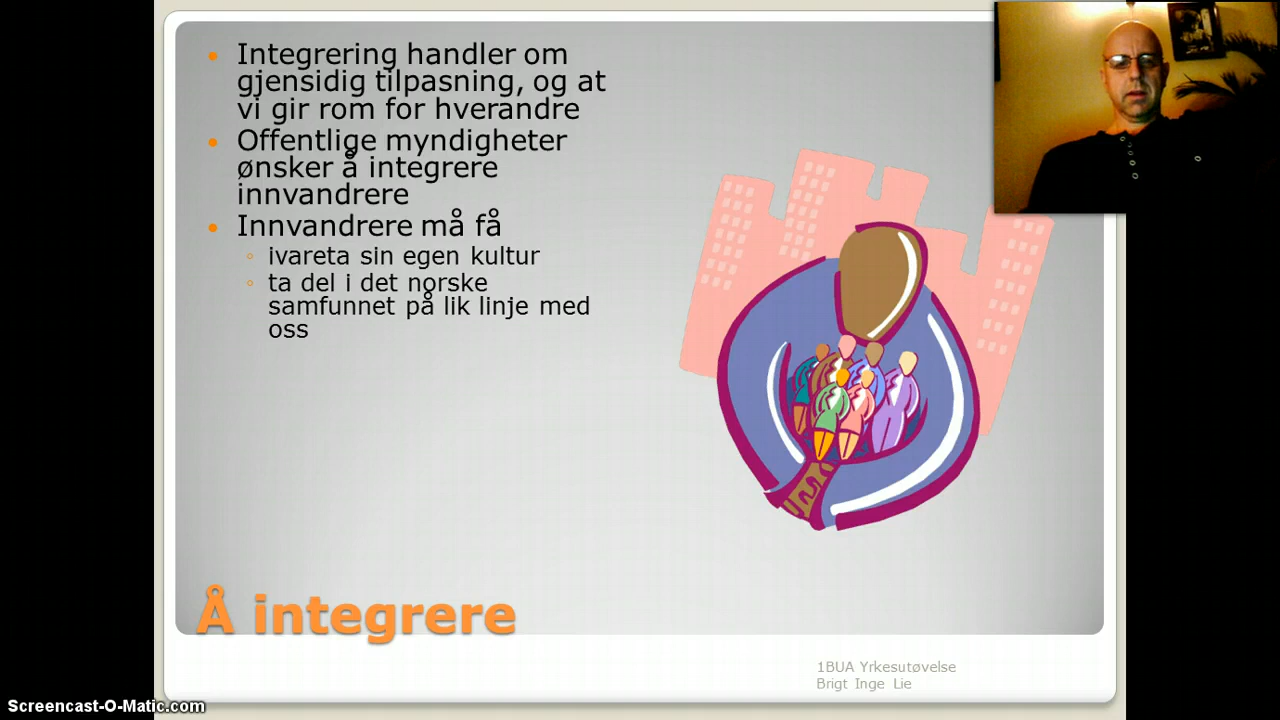 Integrering handler om
gjensidig tilpasning, og at
vi gir rom for hverandre
Offentlige myndigheter
ønsker å integrere
innvandrere
Innvandrere må få
ivareta sin egen kultur
ta del i det norske
samfunnet på lik linje med
oss
Å integrere
1BUA Yrkesutøvelse
Brigt Inge Lie
Screencast-O-Matic.com